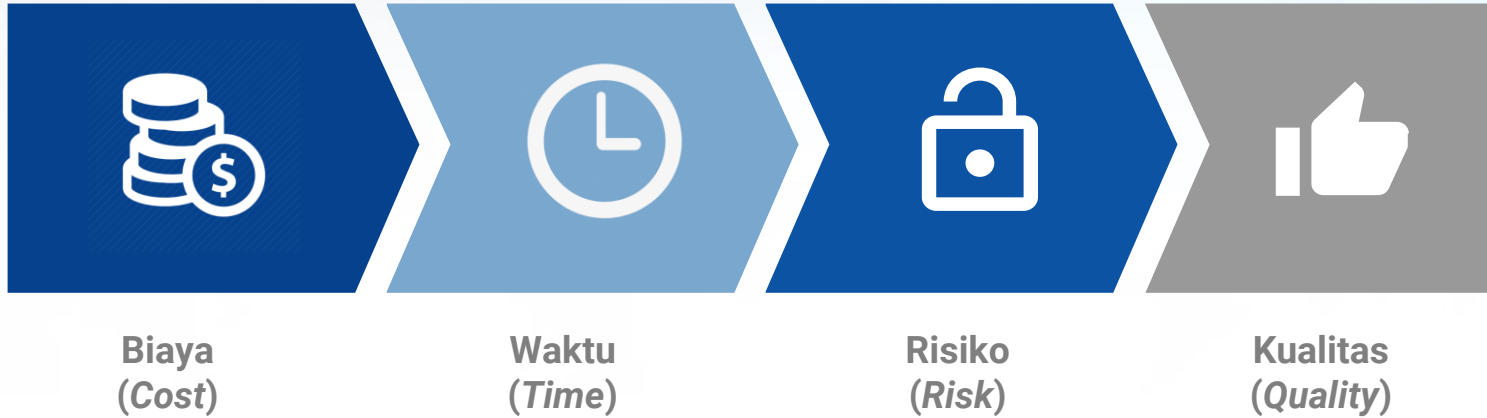 $
Biaya
(Cost)
Waktu
(Time)
Risiko
(Risk)
Kualitas
(Quality)